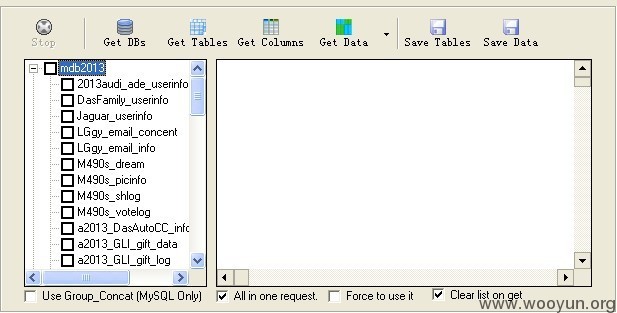 Stop Get DBs Get Tables Get Columns Get Data Save Tables Save Data
mdb2013
2013audi_ade_userinfo
DasFamily_userinfo
Jaguar_userinfo
LGgy_email_concent
LGgy_email_info
M490s_dream
M490s_picinfo
M490s_shlog
M490s_votelog
a2013_DasAutoCC_info
a2013_GLI_gift_data
a2013_GLI_gift_log
Use Group_Concat (MySQL Only) All in one request. Force to use it Clear list on get
www.wooyun.org